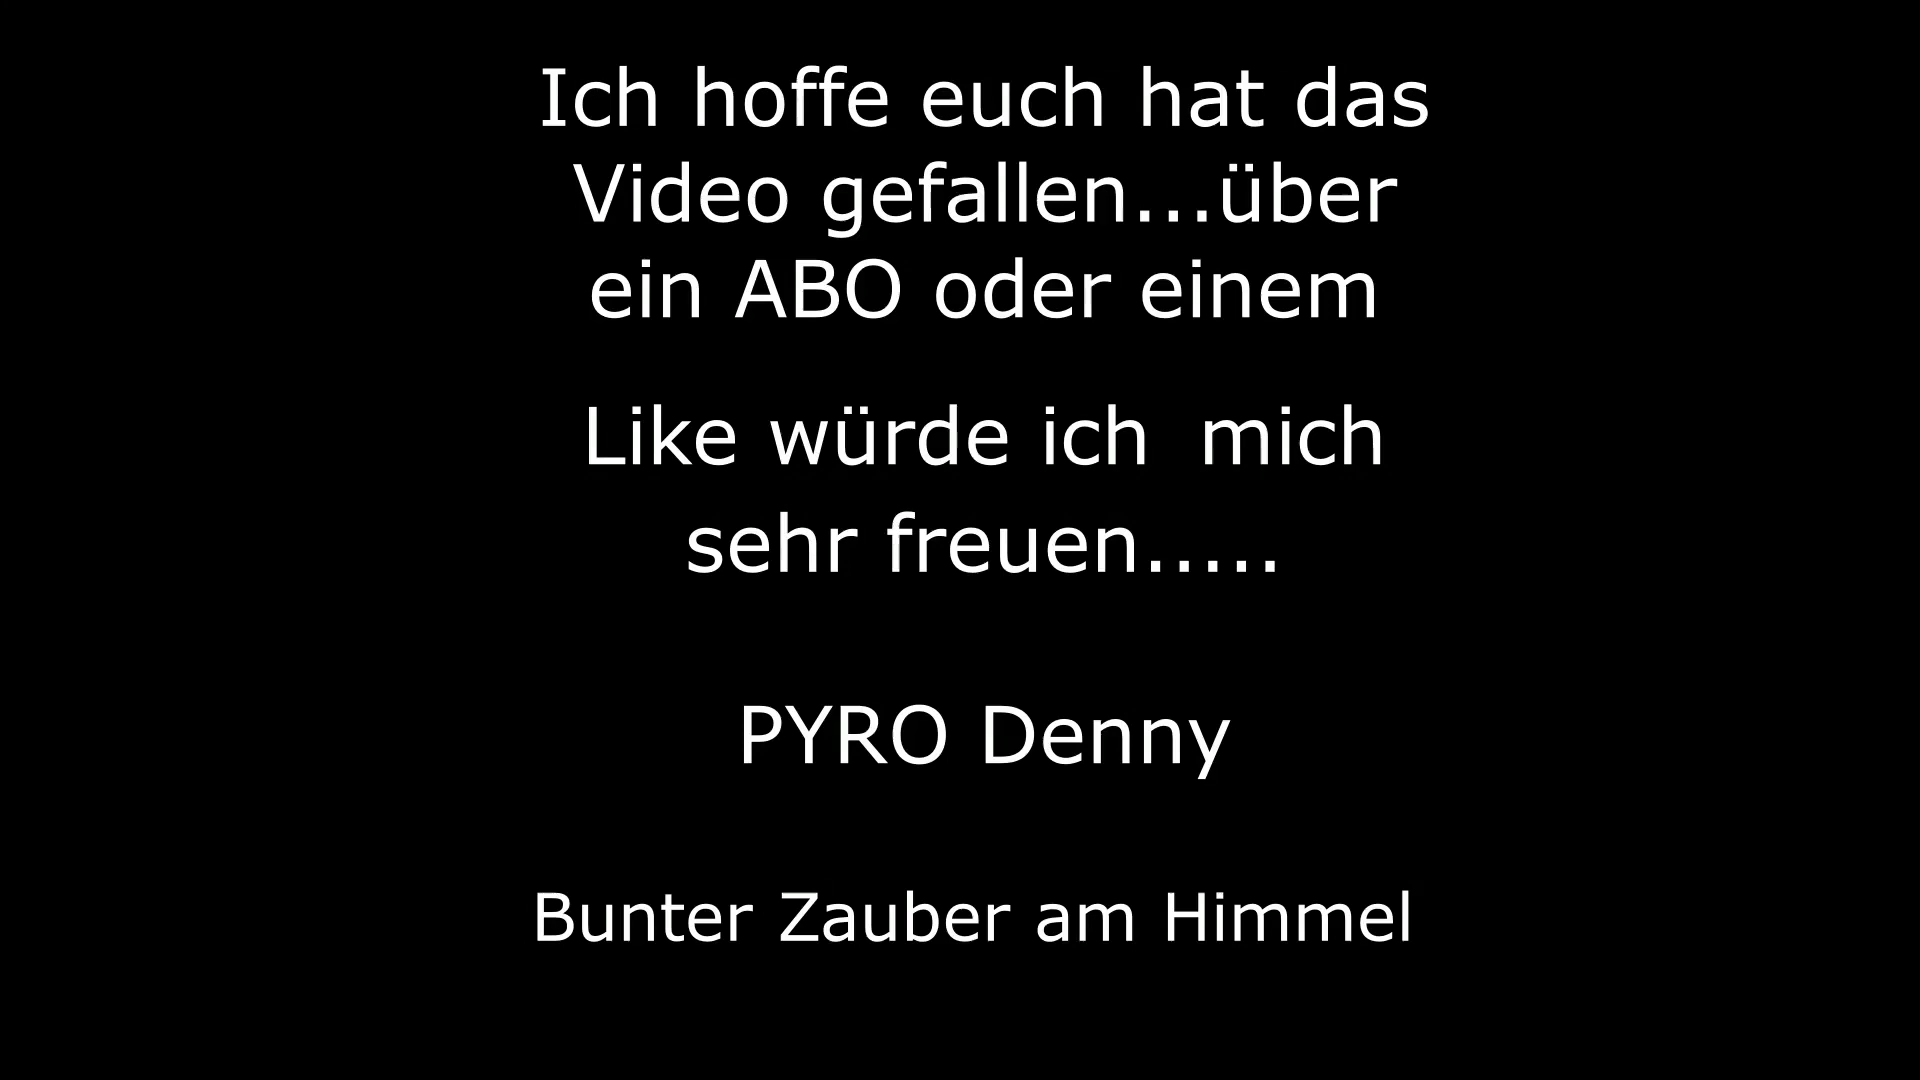 Ich hoffe euch hat das
Video gefallen...über
ein ABO oder einem
Like würde ich  mich
sehr freuen.....
PYRO Denny
Bunter Zauber am Himmel